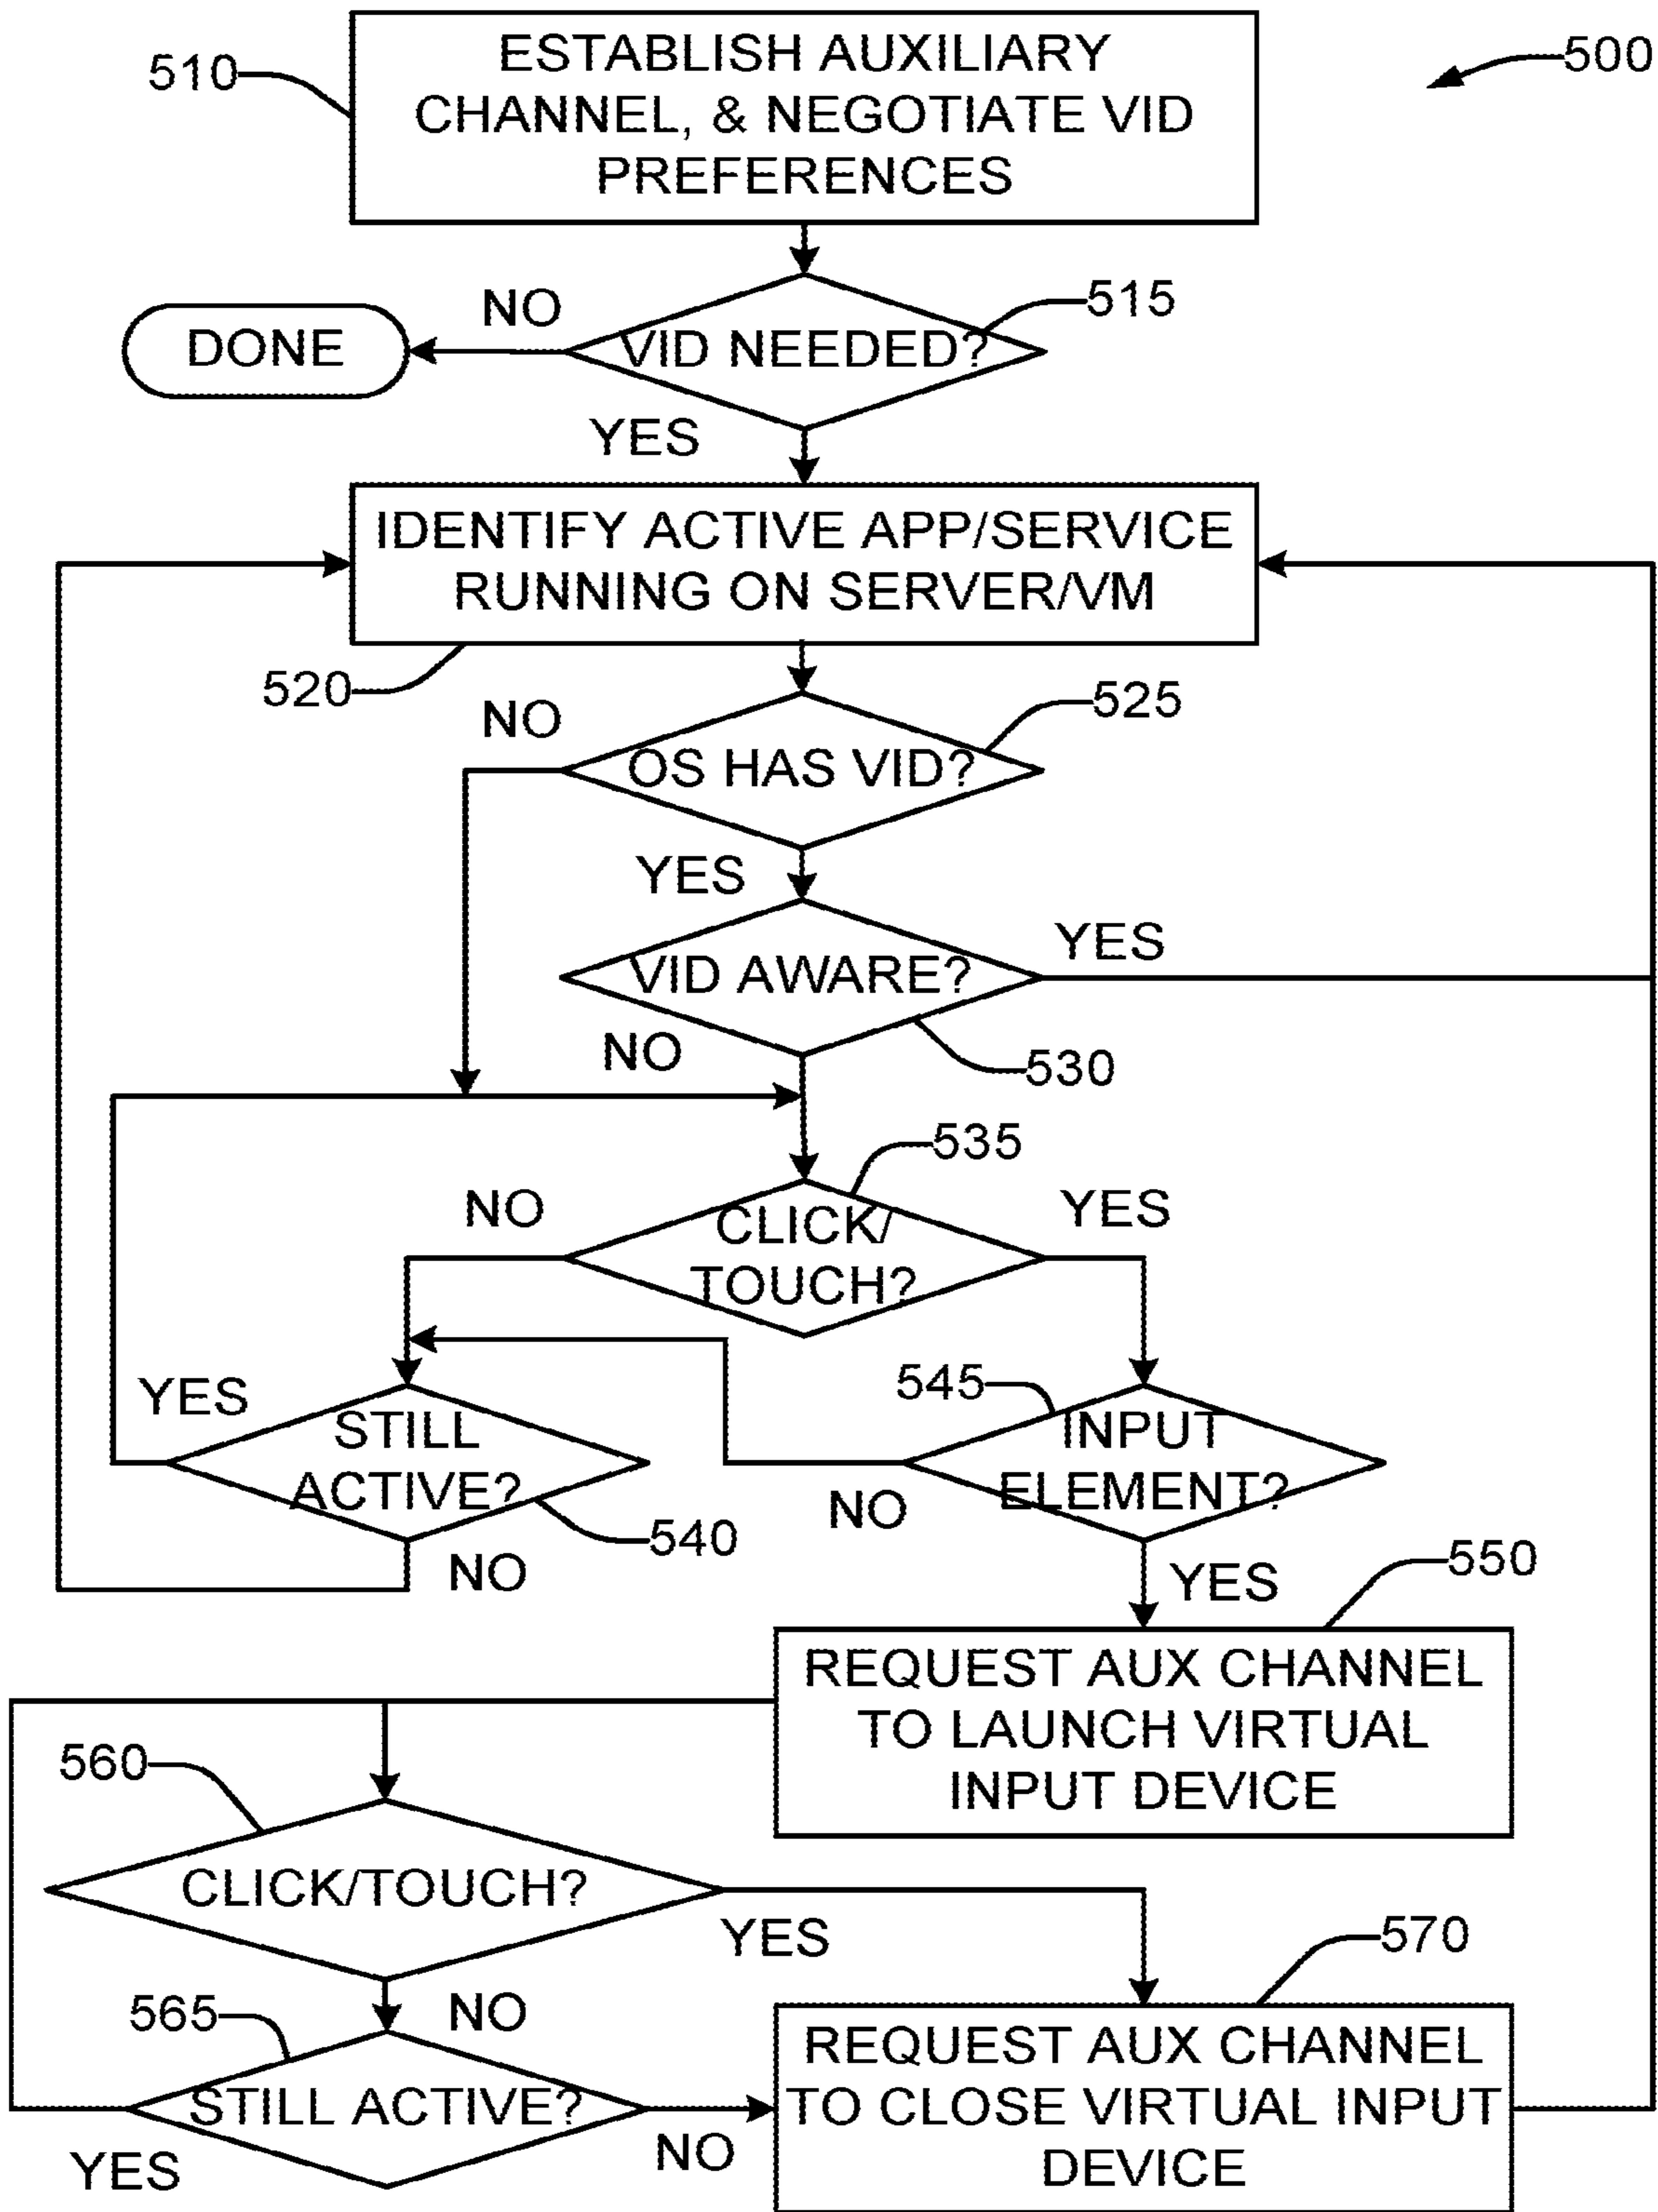 510
ESTABLISH AUXILIARY
CHANNEL, & NEGOTIATE VID
PREFERENCES
500
NO
515
DONE
VID NEEDED?
YES
IDENTIFY ACTIVE APP/SERVICE
RUNNING ON SERVER/VM
520
NO
525
OS HAS VID?
YES
YES
VID AWARE?
NO
530
535
NO
YES
CLICK/
TOUCH?
YES
545
STILL
ACTIVE?
INPUT
ELEMENT?
NO
540
NO
YES
550
REQUEST AUX CHANNEL
TO LAUNCH VIRTUAL
INPUT DEVICE
560
CLICK/TOUCH?
YES
570
NO
565
REQUEST AUX CHANNEL
TO CLOSE VIRTUAL INPUT
DEVICE
STILL ACTIVE?
NO
YES